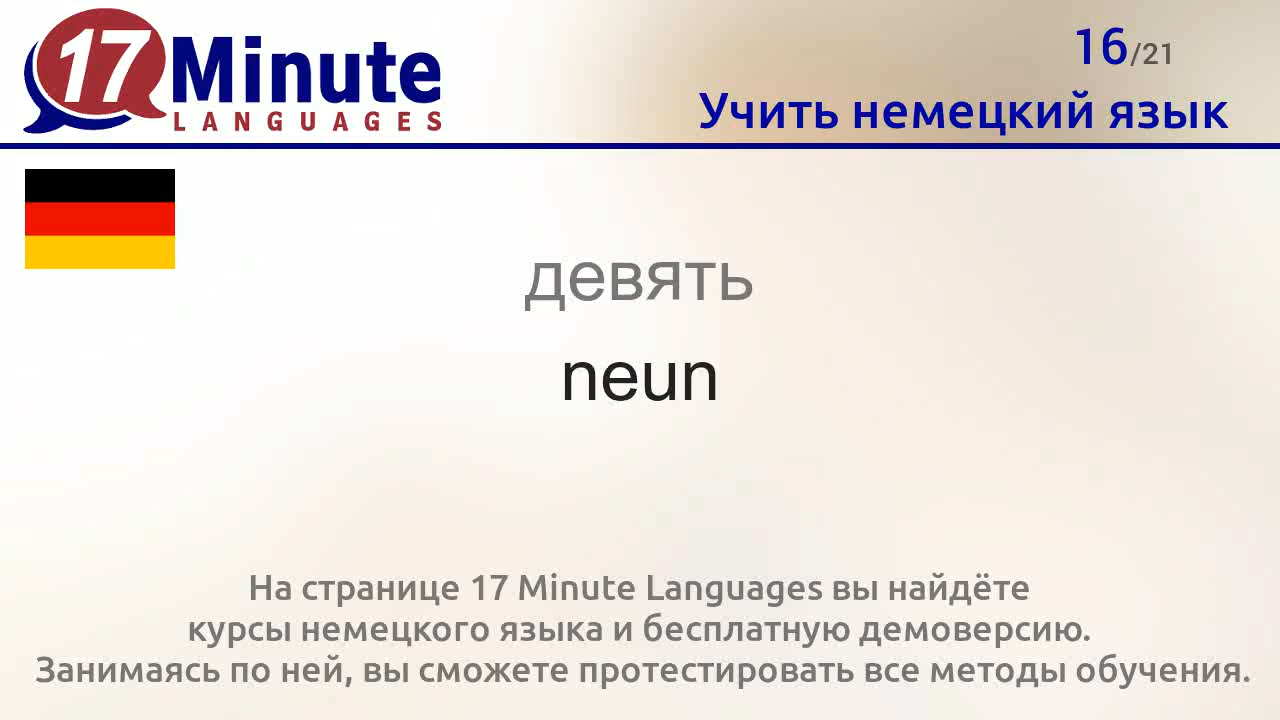 17 Minute
LANGUAGES
16/21
Учить немецкий язык
девять
neun
На странице 17 Minute Languages вы найдёте
курсы немецкого языка и бесплатную демоверсию.
Занимаясь по ней, вы сможете протестировать все методы обучения.